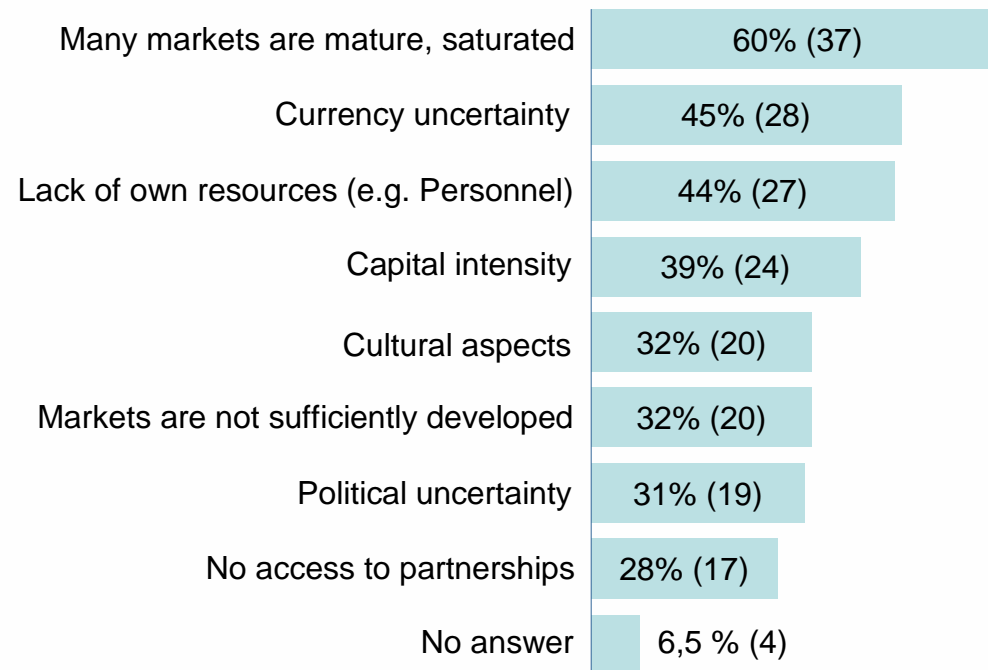 Many markets are mature, saturated 60% (37)
Currency uncertainty 45% (28)
Lack of own resources (e.g. Personnel) 44% (27)
Capital intensity 39% (24)
Cultural aspects 32% (20)
Markets are not sufficiently developed 32% (20)
Political uncertainty 31% (19)
No access to partnerships 28% (17)
No answer 6,5 % (4)